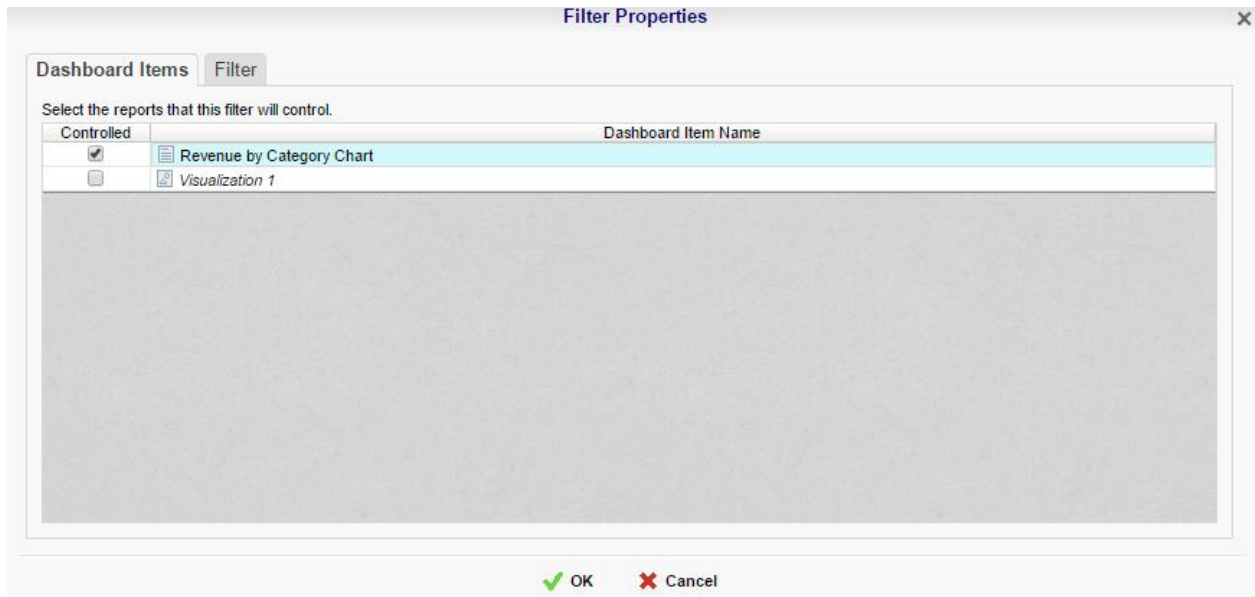 Filter Properties
Dashboard Items Filter
Select the reports that this filter will control.
Controlled Dashboard Item Name
Revenue by Category Chart
Visualization 1
OK Cancel